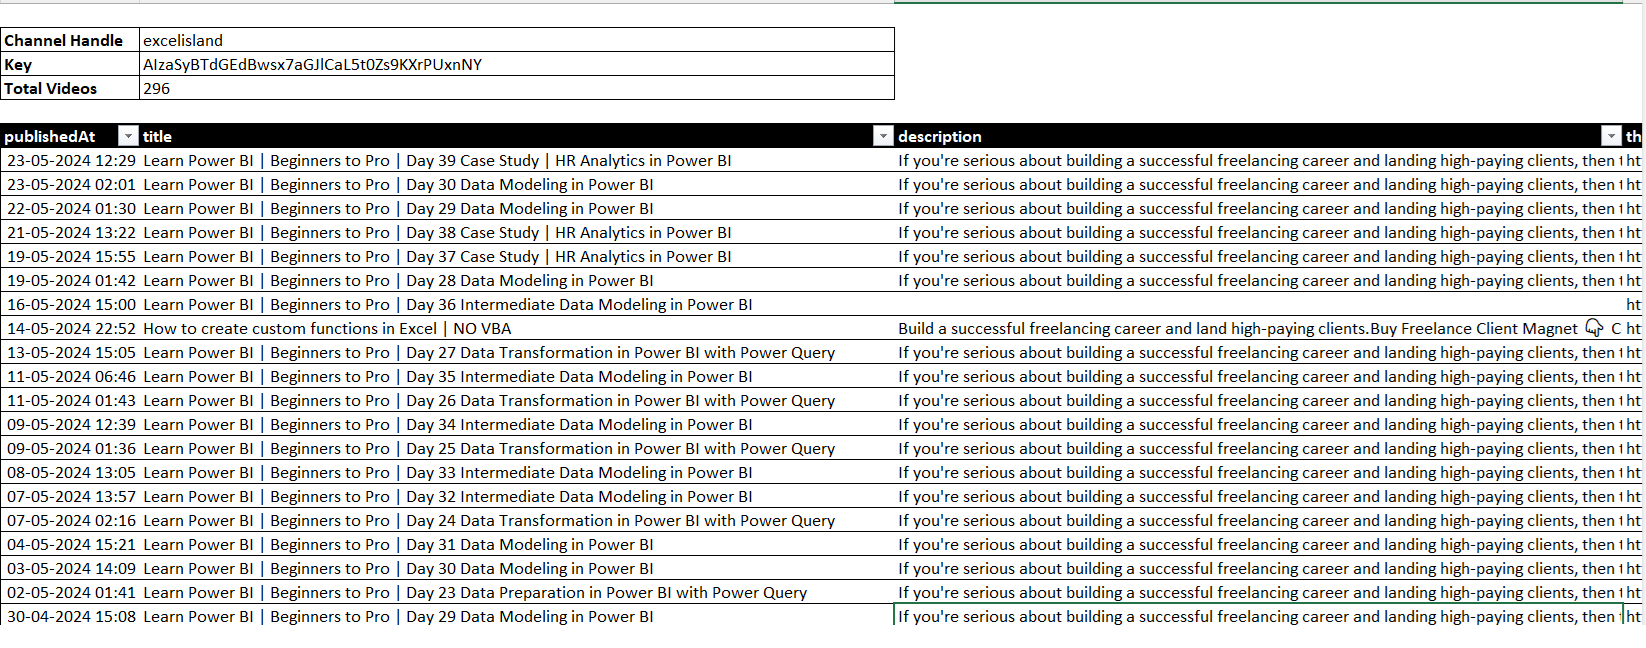 Channel Handle excelisland
Key AIzaSyBTdGEdBwsx7aGJlCaL5t0Zs9KXrPUxnNY
Total Videos 296
publishedAt title description th
23-05-2024 12:29 Learn Power BI | Beginners to Pro | Day 39 Case Study | HR Analytics in Power BI If you're serious about building a successful freelancing career and landing high-paying clients, then t ht
23-05-2024 02:01 Learn Power BI | Beginners to Pro | Day 30 Data Modeling in Power BI If you're serious about building a successful freelancing career and landing high-paying clients, then t ht
22-05-2024 01:30 Learn Power BI | Beginners to Pro | Day 29 Data Modeling in Power BI If you're serious about building a successful freelancing career and landing high-paying clients, then t ht
21-05-2024 13:22 Learn Power BI | Beginners to Pro | Day 38 Case Study | HR Analytics in Power BI If you're serious about building a successful freelancing career and landing high-paying clients, then t ht
19-05-2024 15:55 Learn Power BI | Beginners to Pro | Day 37 Case Study | HR Analytics in Power BI If you're serious about building a successful freelancing career and landing high-paying clients, then t ht
19-05-2024 01:42 Learn Power BI | Beginners to Pro | Day 28 Data Modeling in Power BI If you're serious about building a successful freelancing career and landing high-paying clients, then t ht
16-05-2024 15:00 Learn Power BI | Beginners to Pro | Day 36 Intermediate Data Modeling in Power BI ht
14-05-2024 22:52 How to create custom functions in Excel | NO VBA Build a successful freelancing career and land high-paying clients.Buy Freelance Client Magnet 👇 C ht
13-05-2024 15:05 Learn Power BI | Beginners to Pro | Day 27 Data Transformation in Power BI with Power Query If you're serious about building a successful freelancing career and landing high-paying clients, then t ht
11-05-2024 06:46 Learn Power BI | Beginners to Pro | Day 35 Intermediate Data Modeling in Power BI If you're serious about building a successful freelancing career and landing high-paying clients, then t ht
11-05-2024 01:43 Learn Power BI | Beginners to Pro | Day 26 Data Transformation in Power BI with Power Query If you're serious about building a successful freelancing career and landing high-paying clients, then t ht
09-05-2024 12:39 Learn Power BI | Beginners to Pro | Day 34 Intermediate Data Modeling in Power BI If you're serious about building a successful freelancing career and landing high-paying clients, then t ht
09-05-2024 01:36 Learn Power BI | Beginners to Pro | Day 25 Data Transformation in Power BI with Power Query If you're serious about building a successful freelancing career and landing high-paying clients, then t ht
08-05-2024 13:05 Learn Power BI | Beginners to Pro | Day 33 Intermediate Data Modeling in Power BI If you're serious about building a successful freelancing career and landing high-paying clients, then t ht
07-05-2024 13:57 Learn Power BI | Beginners to Pro | Day 32 Intermediate Data Modeling in Power BI If you're serious about building a successful freelancing career and landing high-paying clients, then t ht
07-05-2024 02:16 Learn Power BI | Beginners to Pro | Day 24 Data Transformation in Power BI with Power Query If you're serious about building a successful freelancing career and landing high-paying clients, then t ht
04-05-2024 15:21 Learn Power BI | Beginners to Pro | Day 31 Data Modeling in Power BI If you're serious about building a successful freelancing career and landing high-paying clients, then t ht
03-05-2024 14:09 Learn Power BI | Beginners to Pro | Day 30 Data Modeling in Power BI If you're serious about building a successful freelancing career and landing high-paying clients, then t ht
02-05-2024 01:41 Learn Power BI | Beginners to Pro | Day 23 Data Preparation in Power BI with Power Query If you're serious about building a successful freelancing career and landing high-paying clients, then t ht
30-04-2024 15:08 Learn Power BI | Beginners to Pro | Day 29 Data Modeling in Power BI If you're serious about building a successful freelancing career and landing high-paying clients, then t ht